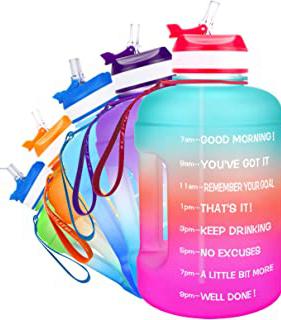 7am GOOD MORNING!
9am YOU'VE GOT IT
11am REMEMBER YOUR GOAL
1pm THAT'S IT!
3pm KEEP DRINKING
5pm NO EXCUSES
7pm A LITTLE BIT MORE
9pm WELL DONE!